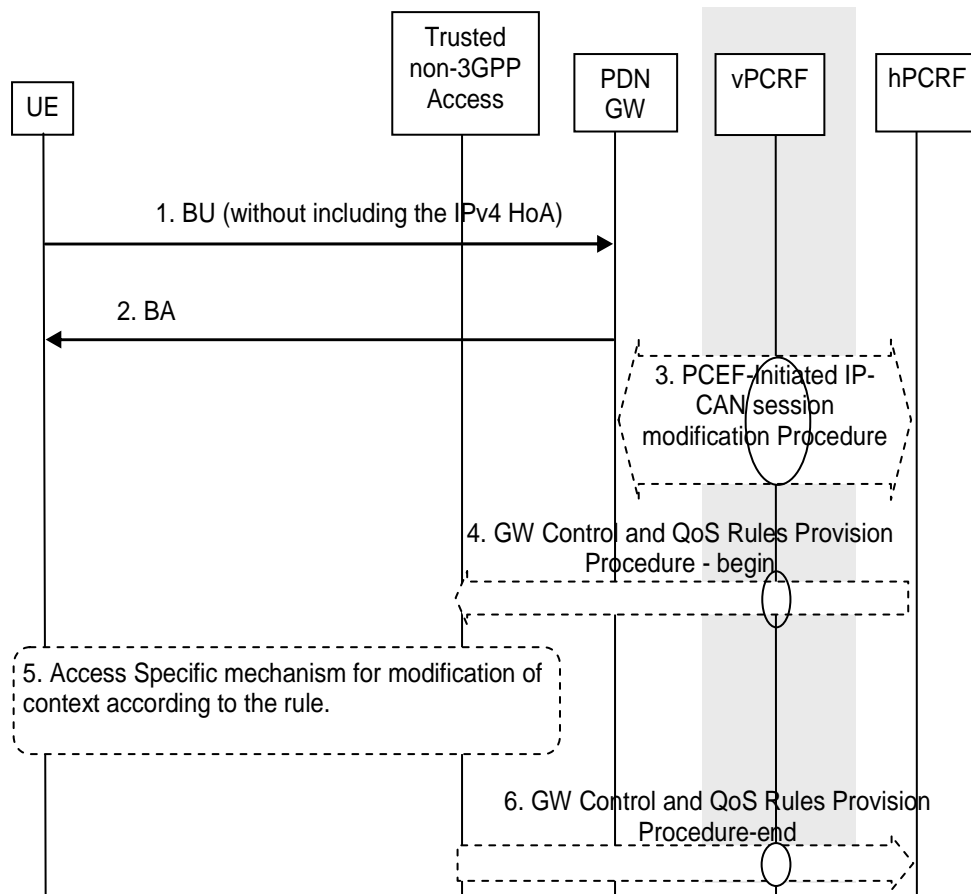 Trusted
non-3GPP
Access
UE
PDN
GW
vPCRF
hPCRF
1. BU (without including the IPv4 HoA)
2. BA
3. PCEF-Initiated IP-
CAN session
modification Procedure
4. GW Control and QoS Rules Provision
Procedure - begin
5. Access Specific mechanism for modification of
context according to the rule.
6. GW Control and QoS Rules Provision
Procedure-end